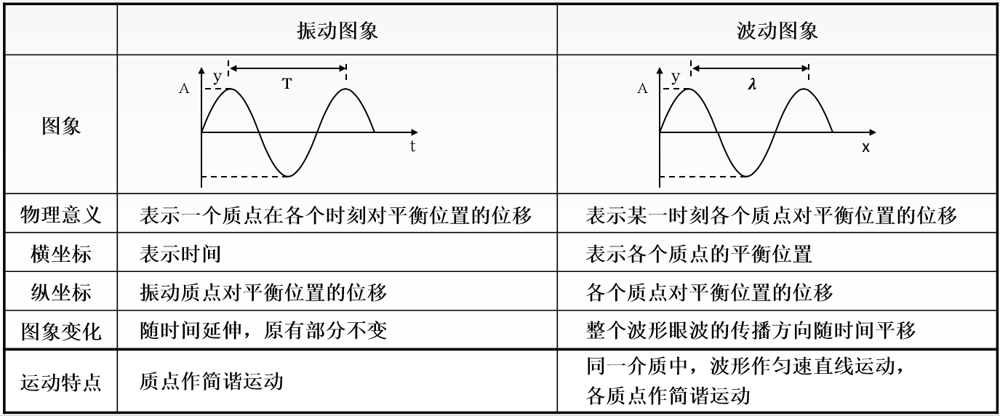 振动图象
波动图象
图象
A
y
T
t
A
y
λ
x
物理意义
表示一个质点在各个时刻对平衡位置的位移
表示某一时刻各个质点对平衡位置的位移
横坐标
表示时间
表示各个质点的平衡位置
纵坐标
振动质点对平衡位置的位移
各个质点对平衡位置的位移
图象变化
随时间延伸，原有部分不变
整个波形眼波的传播方向随时间平移
运动特点
质点作简谐运动
同一介质中，波形作匀速直线运动，
各质点作简谐运动